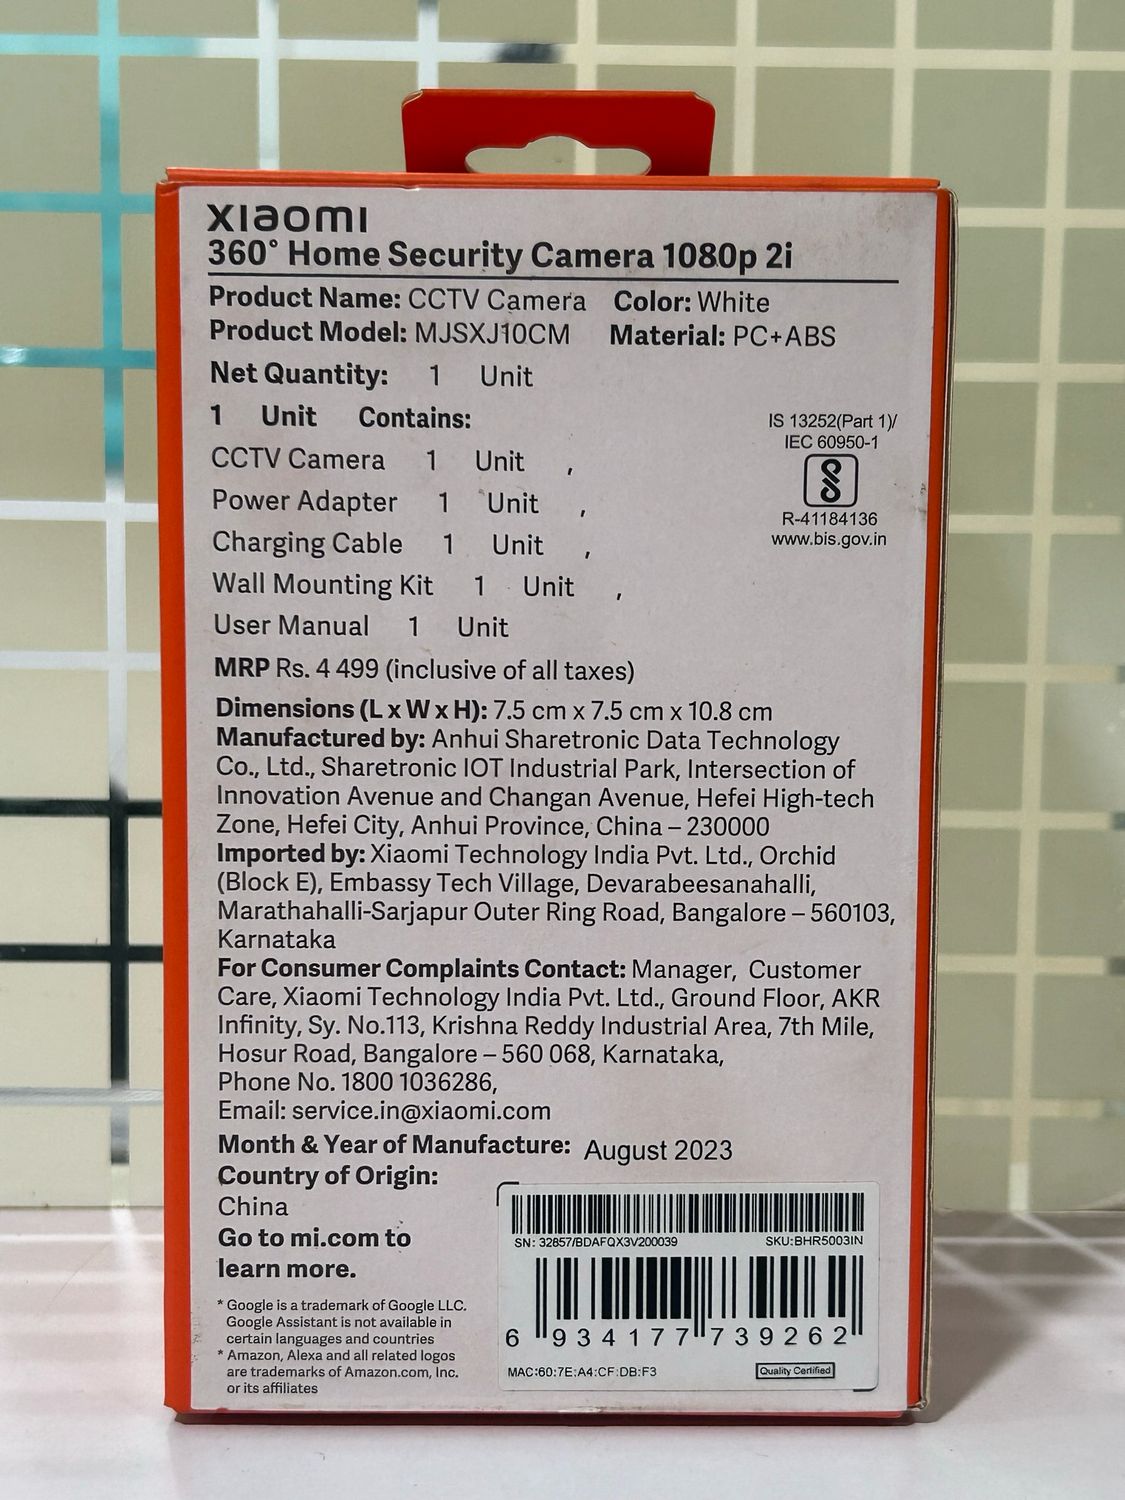 xiaomi
360° Home Security Camera 1080p 2i
Product Name: CCTV Camera Color: White
Product Model: MJSXJ10CM Material: PC+ABS
Net Quantity: 1 Unit
1 Unit Contains:
CCTV Camera 1 Unit ,
Power Adapter 1 Unit ,
Charging Cable 1 Unit ,
Wall Mounting Kit 1 Unit ,
User Manual 1 Unit
IS 13252(Part 1)/
IEC 60950-1
R-41184136
www.bis.gov.in
MRP Rs. 4 499 (inclusive of all taxes)
Dimensions (L x W x H): 7.5 cm x 7.5 cm x 10.8 cm
Manufactured by: Anhui Sharetronic Data Technology
Co., Ltd., Sharetronic IOT Industrial Park, Intersection of
Innovation Avenue and Changan Avenue, Hefei High-tech
Zone, Hefei City, Anhui Province, China – 230000
Imported by: Xiaomi Technology India Pvt. Ltd., Orchid
(Block E), Embassy Tech Village, Devarabeesanahalli,
Marathahalli-Sarjapur Outer Ring Road, Bangalore – 560103,
Karnataka
For Consumer Complaints Contact: Manager, Customer
Care, Xiaomi Technology India Pvt. Ltd., Ground Floor, AKR
Infinity, Sy. No.113, Krishna Reddy Industrial Area, 7th Mile,
Hosur Road, Bangalore – 560 068, Karnataka,
Phone No. 1800 1036286,
Email: service.in@xiaomi.com
Month & Year of Manufacture: August 2023
Country of Origin:
China
Go to mi.com to
learn more.
* Google is a trademark of Google LLC.
Google Assistant is not available in
certain languages and countries
* Amazon, Alexa and all related logos
are trademarks of Amazon.com, Inc.
or its affiliates
SN: 32857/BDAFQX3V200039 SKU:BHR5003IN
6 934177 739262
MAC:60:7E:A4:CF:DB:F3 Quality Certified